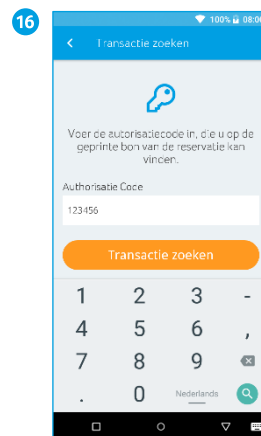 16
100% 08:00
Transactie zoeken
Voer de autorisatiecode in, die u op de
geprinte bon van de reservatie kan
vinden.
Authorisatie Code
123456
Transactie zoeken
1 2 3 -
4 5 6 ,
7 8 9
. 0 Nederlands